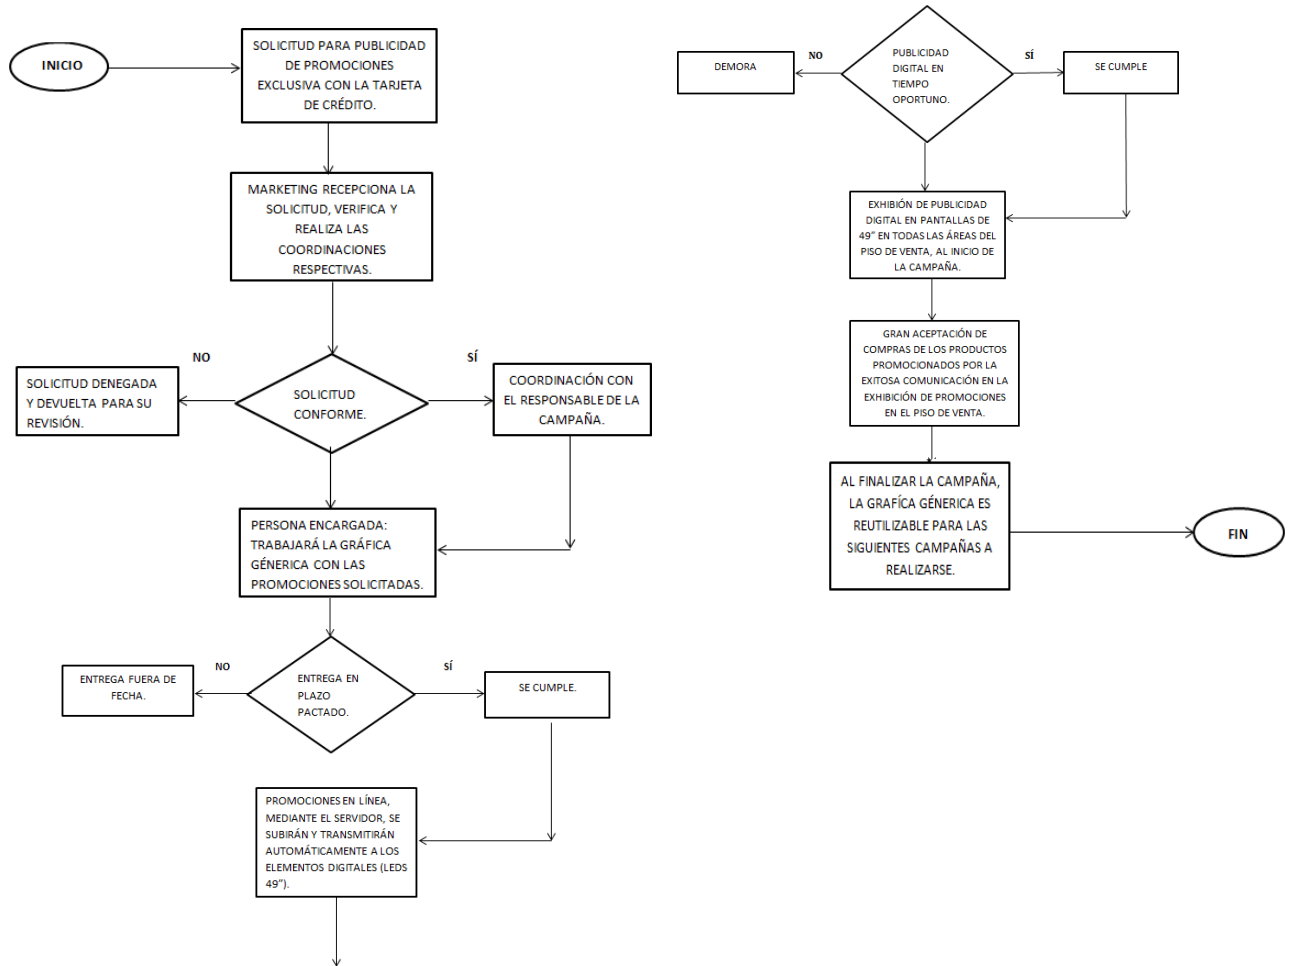 INICIO
SOLICITUD PARA PUBLICIDAD
DE PROMOCIONES
EXCLUSIVA CON LA TARJETA
DE CRÉDITO.
MARKETING RECEPCIONA LA
SOLICITUD, VERIFICA Y
REALIZA LAS
COORDINACIONES
RESPECTIVAS.
NO
SÍ
SOLICITUD DENEGADA
Y DEVUELTA PARA SU
REVISIÓN.
SOLICITUD
CONFORME.
COORDINACIÓN CON
EL RESPONSABLE DE LA
CAMPAÑA.
PERSONA ENCARGADA:
TRABAJARÁ LA GRÁFICA
GÉNERICA CON LAS
PROMOCIONES SOLICITADAS.
NO
SÍ
ENTREGA FUERA DE
FECHA.
ENTREGA EN
PLAZO
PACTADO.
SE CUMPLE.
PROMOCIONES EN LÍNEA,
MEDIANTE EL SERVIDOR, SE
SUBIRÁN Y TRANSMITIRÁN
AUTOMÁTICAMENTE A LOS
ELEMENTOS DIGITALES (LEDS
49”).
NO
SÍ
DEMORA
PUBLICIDAD
DIGITAL EN
TIEMPO
OPORTUNO.
SE CUMPLE
EXHIBIÓN DE PUBLICIDAD
DIGITAL EN PANTALLAS DE
49” EN TODAS LAS ÁREAS DEL
PISO DE VENTA, AL INICIO DE
LA CAMPAÑA.
GRAN ACEPTACIÓN DE
COMPRAS DE LOS PRODUCTOS
PROMOCIONADOS POR LA
EXITOSA COMUNICACIÓN EN LA
EXHIBICIÓN DE PROMOCIONES
EN EL PISO DE VENTA.
AL FINALIZAR LA CAMPAÑA,
LA GRAFÍCA GÉNERICA ES
REUTILIZABLE PARA LAS
SIGUIENTES CAMPAÑAS A
REALIZARSE.
FIN